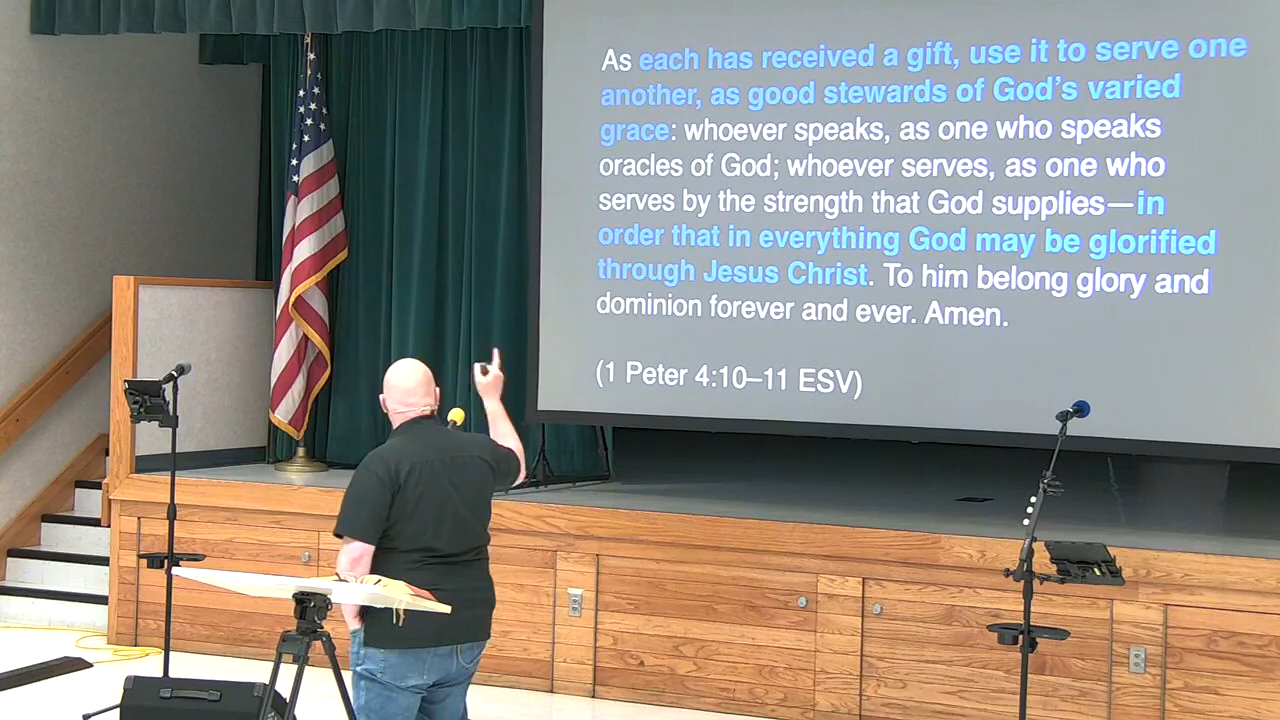 As each has received a gift, use it to serve one
another, as good stewards of God’s varied
grace: whoever speaks, as one who speaks
oracles of God; whoever serves, as one who
serves by the strength that God supplies—in
order that in everything God may be glorified
through Jesus Christ. To him belong glory and
dominion forever and ever. Amen.
(1 Peter 4:10–11 ESV)